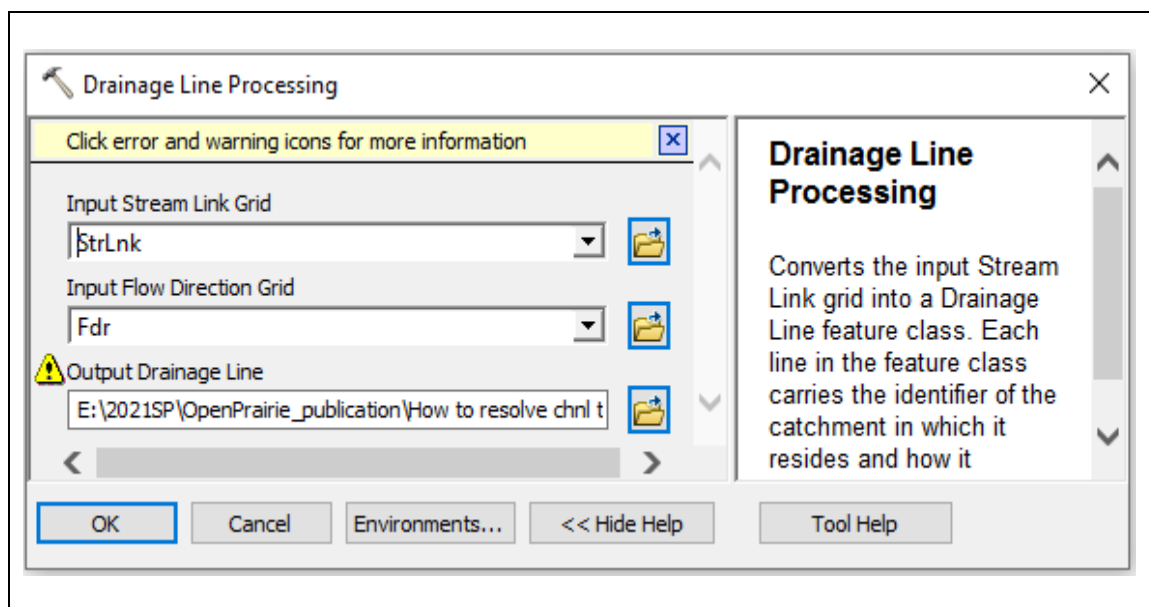 Drainage Line Processing
Click error and warning icons for more information
Input Stream Link Grid
StrLnk
Input Flow Direction Grid
Fdr
Output Drainage Line
E:\2021SP\OpenPrairie_publication\How to resolve chnl t
OK
Cancel
Environments...
<< Hide Help
Drainage Line
Processing
Converts the input Stream
Link grid into a Drainage
Line feature class. Each
line in the feature class
carries the identifier of the
catchment in which it
resides and how it
Tool Help